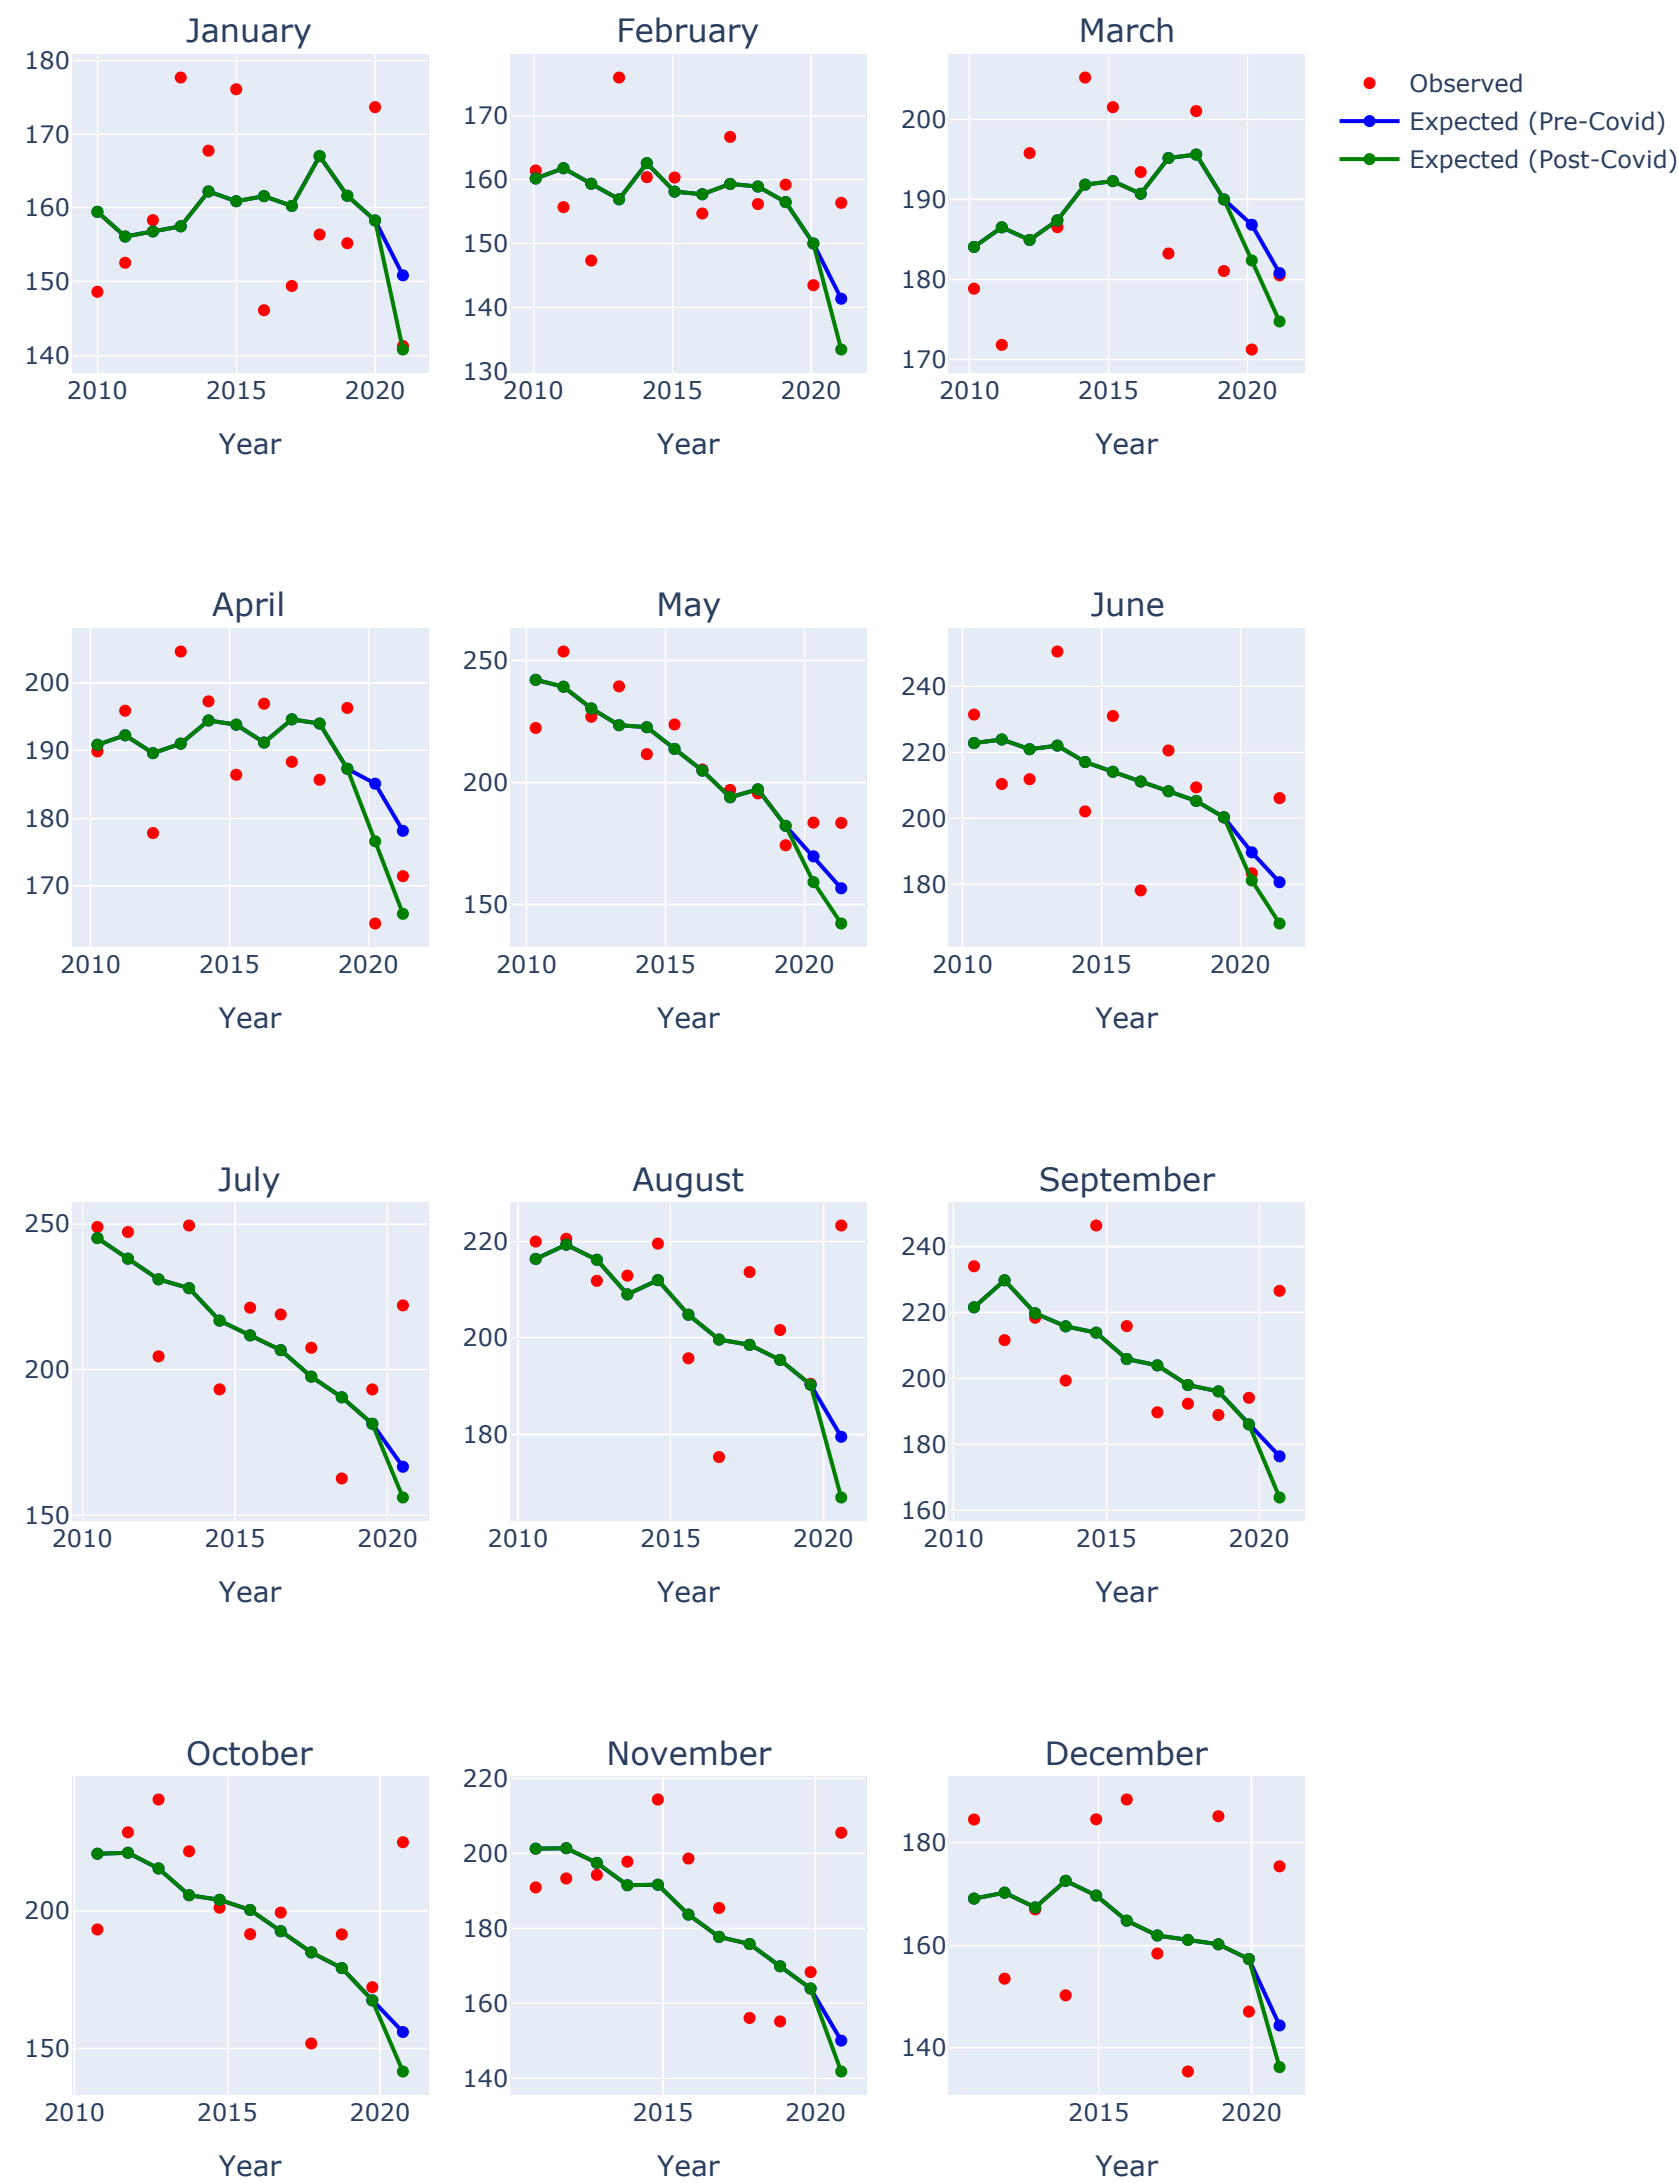 January
February
March
180
170
160
150
140
2010
2015
2020
Year
170
160
150
140
130
2010
2015
2020
Year
200
190
180
170
2010
2015
2020
Year
Observed
Expected (Pre-Covid)
Expected (Post-Covid)
April
May
June
200
190
180
170
2010
2015
2020
Year
250
200
150
2010
2015
2020
Year
240
220
200
180
2010
2015
2020
Year
July
August
September
250
200
150
2010
2015
2020
Year
220
200
180
2010
2015
2020
Year
240
220
200
180
160
2010
2015
2020
Year
October
November
December
200
150
2010
2015
2020
Year
220
200
180
160
140
2015
2020
Year
180
160
140
2015
2020
Year